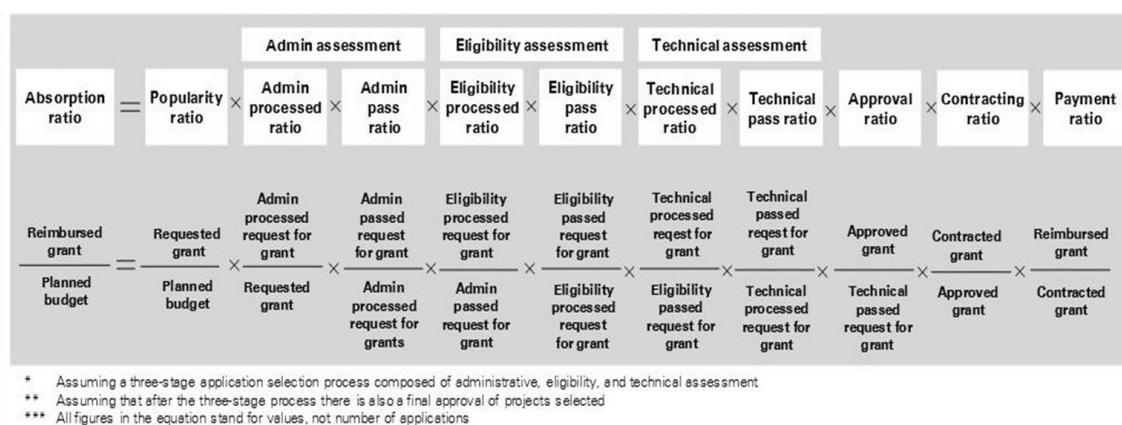 Admin assessment Eligibility assessment Technical assessment
Absorption ratio = Popularity ratio × Admin processed ratio × Admin pass ratio × Eligibility processed ratio × Eligibility pass ratio × Technical processed ratio × Technical pass ratio × Approval ratio × Contracting ratio × Payment ratio
Reimbursed grant = Requested grant × Admin processed request for grant × Admin passed request for grant × Eligibility processed request for grant × Eligibility passed request for grant × Technical processed reqest for grant × Technical passed reqest for grant × Approved grant × Contracted grant × Reimbursed grant
Planned budget Planned budget Requested grant Admin processed request for grants Admin passed request for grant Eligibility processed request for grant Eligibility passed request for grant Technical processed request for grant Technical passed request for grant Approved grant Contracted grant
* Assuming a three-stage application selection process composed of administrative, eligibility, and technical assessment
** Assuming that after the three-stage process there is also a final approval of projects selected
*** All figures in the equation stand for values, not number of applications